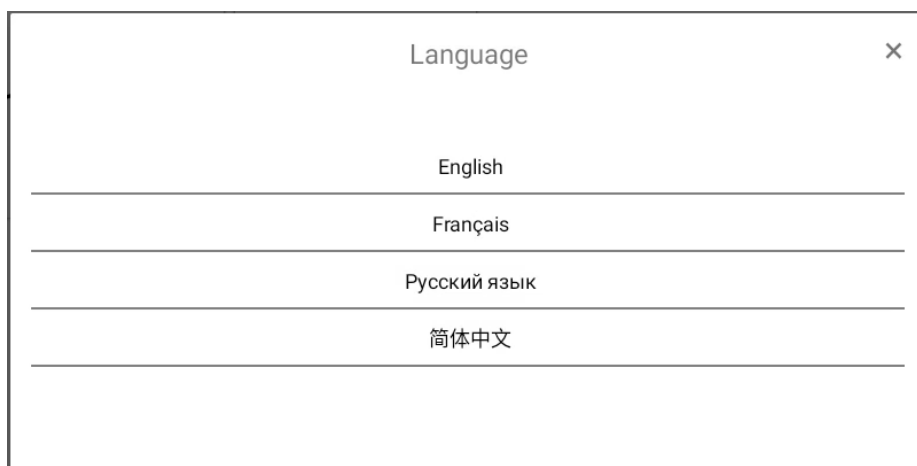 Language
English
Français
Русский язык
简体中文